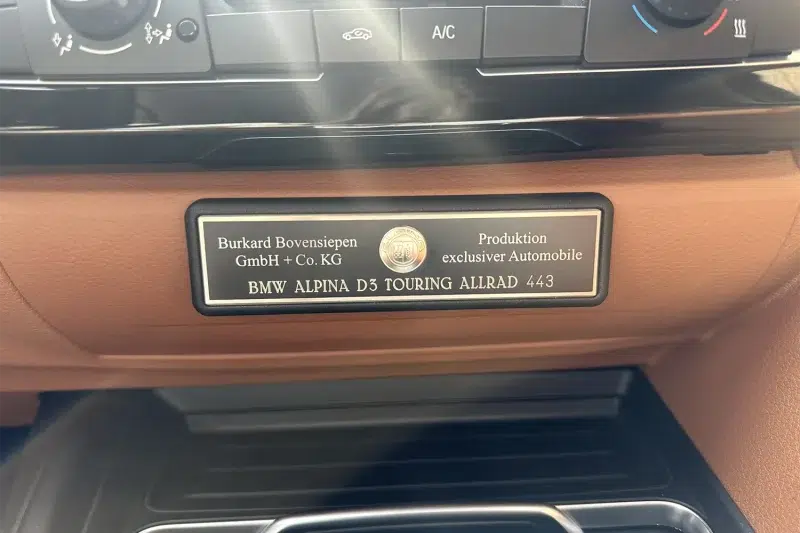 A/C
Burkard Bovensiepen
GmbH + Co. KG
Produktion
exclusiver Automobile
BMW ALPINA D3 TOURING ALLRAD 443